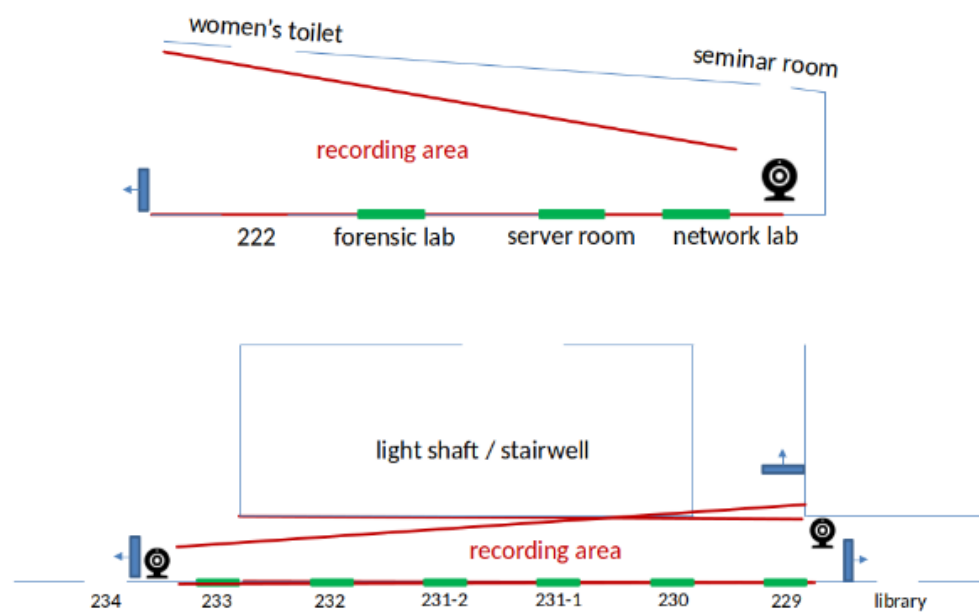 women's toilet
seminar room
recording area
222 forensic lab server room network lab
light shaft / stairwell
recording area
234 233 232 231-2 231-1 230 229 library